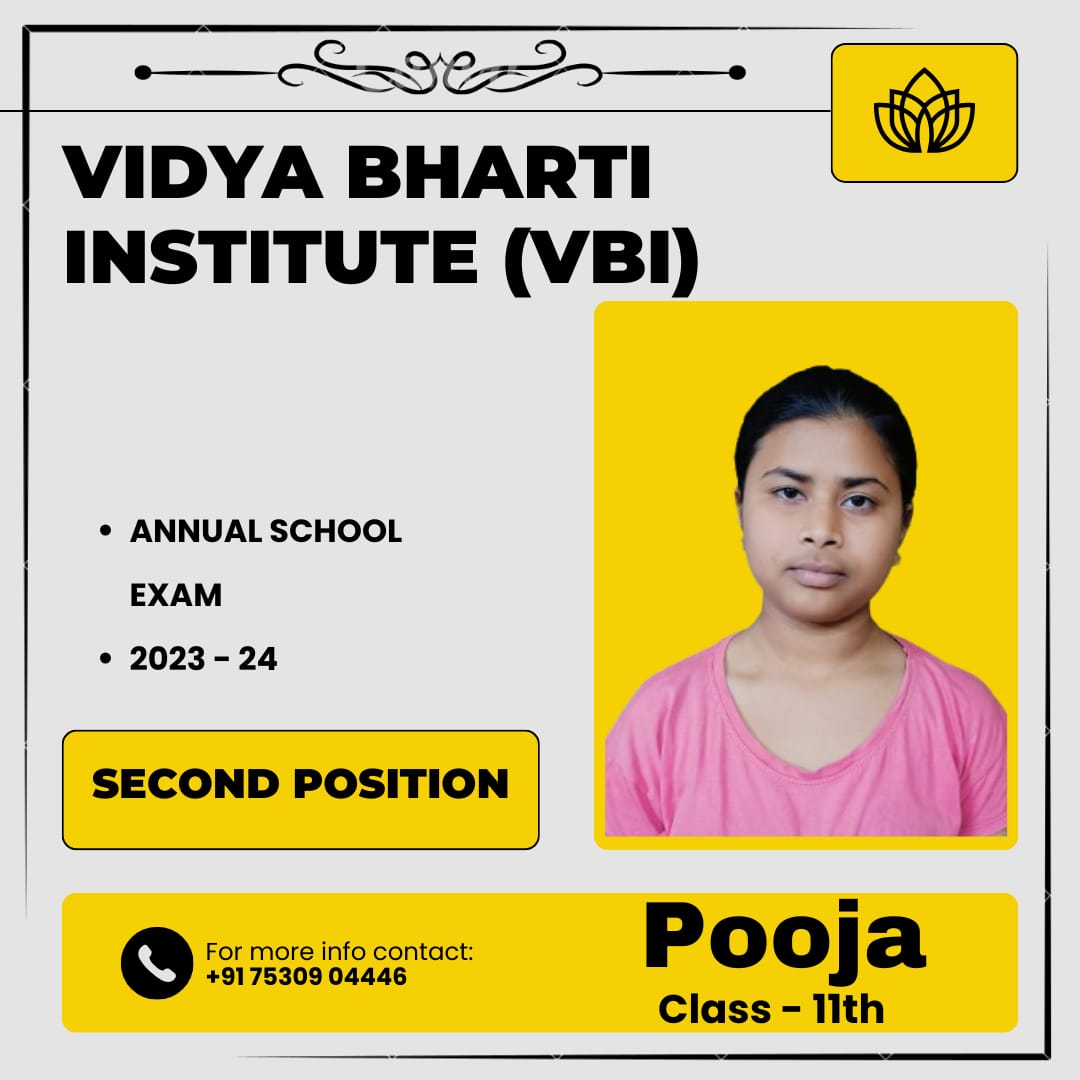 VIDYA BHARTI
INSTITUTE (VBI)
• ANNUAL SCHOOL
EXAM
• 2023 - 24
SECOND POSITION
For more info contact:
+91 75309 04446
Pooja
Class - 11th